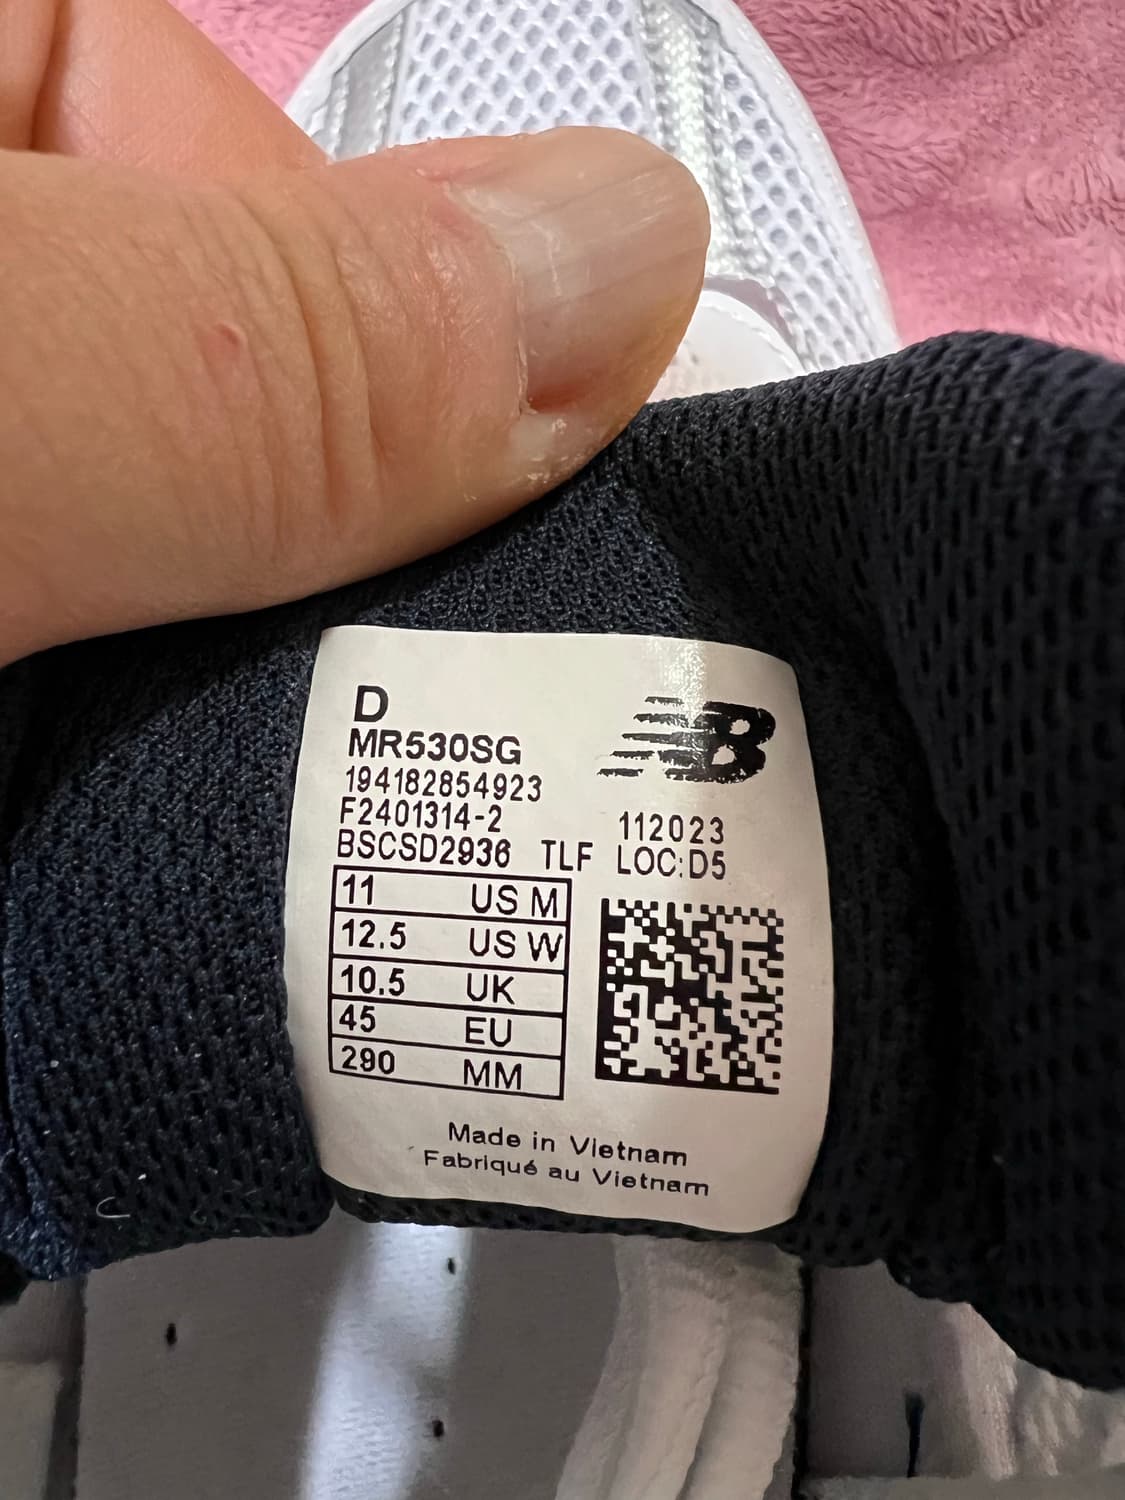 D
MR530SG
194182854923
F2401314-2
112023
BSCSD2936 TLF LOC:D5
11 US M
12.5 US W
10.5 UK
45 EU
290 MM
NB
Made in Vietnam
Fabriqué au Vietnam